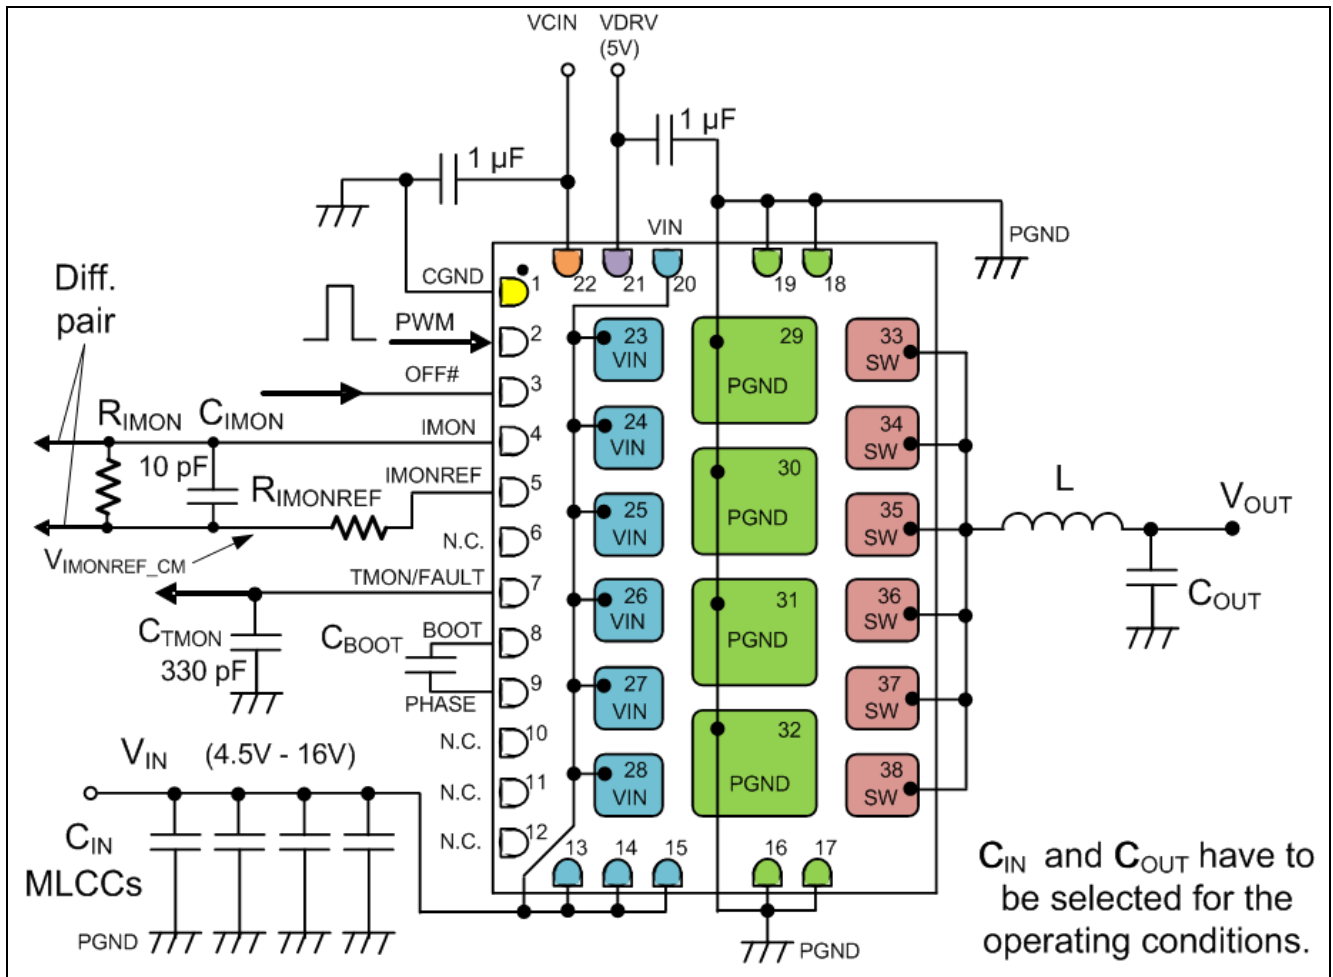 VCIN VDRV
(5V)
1 µF
1 µF
VIN
PGND
CGND
1
22
21
20
19
18
Diff.
pair
PWM
2
OFF#
3
RIMON CIMON
IMON
4
10 pF
RIMONREF
IMONREF
5
VIMONREF_CM
N.C.
6
TMON/FAULT
7
CTMON
330 pF
CBOOT
BOOT
8
PHASE
9
N.C.
10
N.C.
11
N.C.
12
23
VIN
24
VIN
25
VIN
26
VIN
27
VIN
28
VIN
29
PGND
30
PGND
31
PGND
32
PGND
33
SW
34
SW
35
SW
36
SW
37
SW
38
SW
L
VOUT
COUT
VIN (4.5V - 16V)
CIN
MLCCs
PGND
13
14
15
16
17
PGND
CIN and COUT have to
be selected for the
operating conditions.